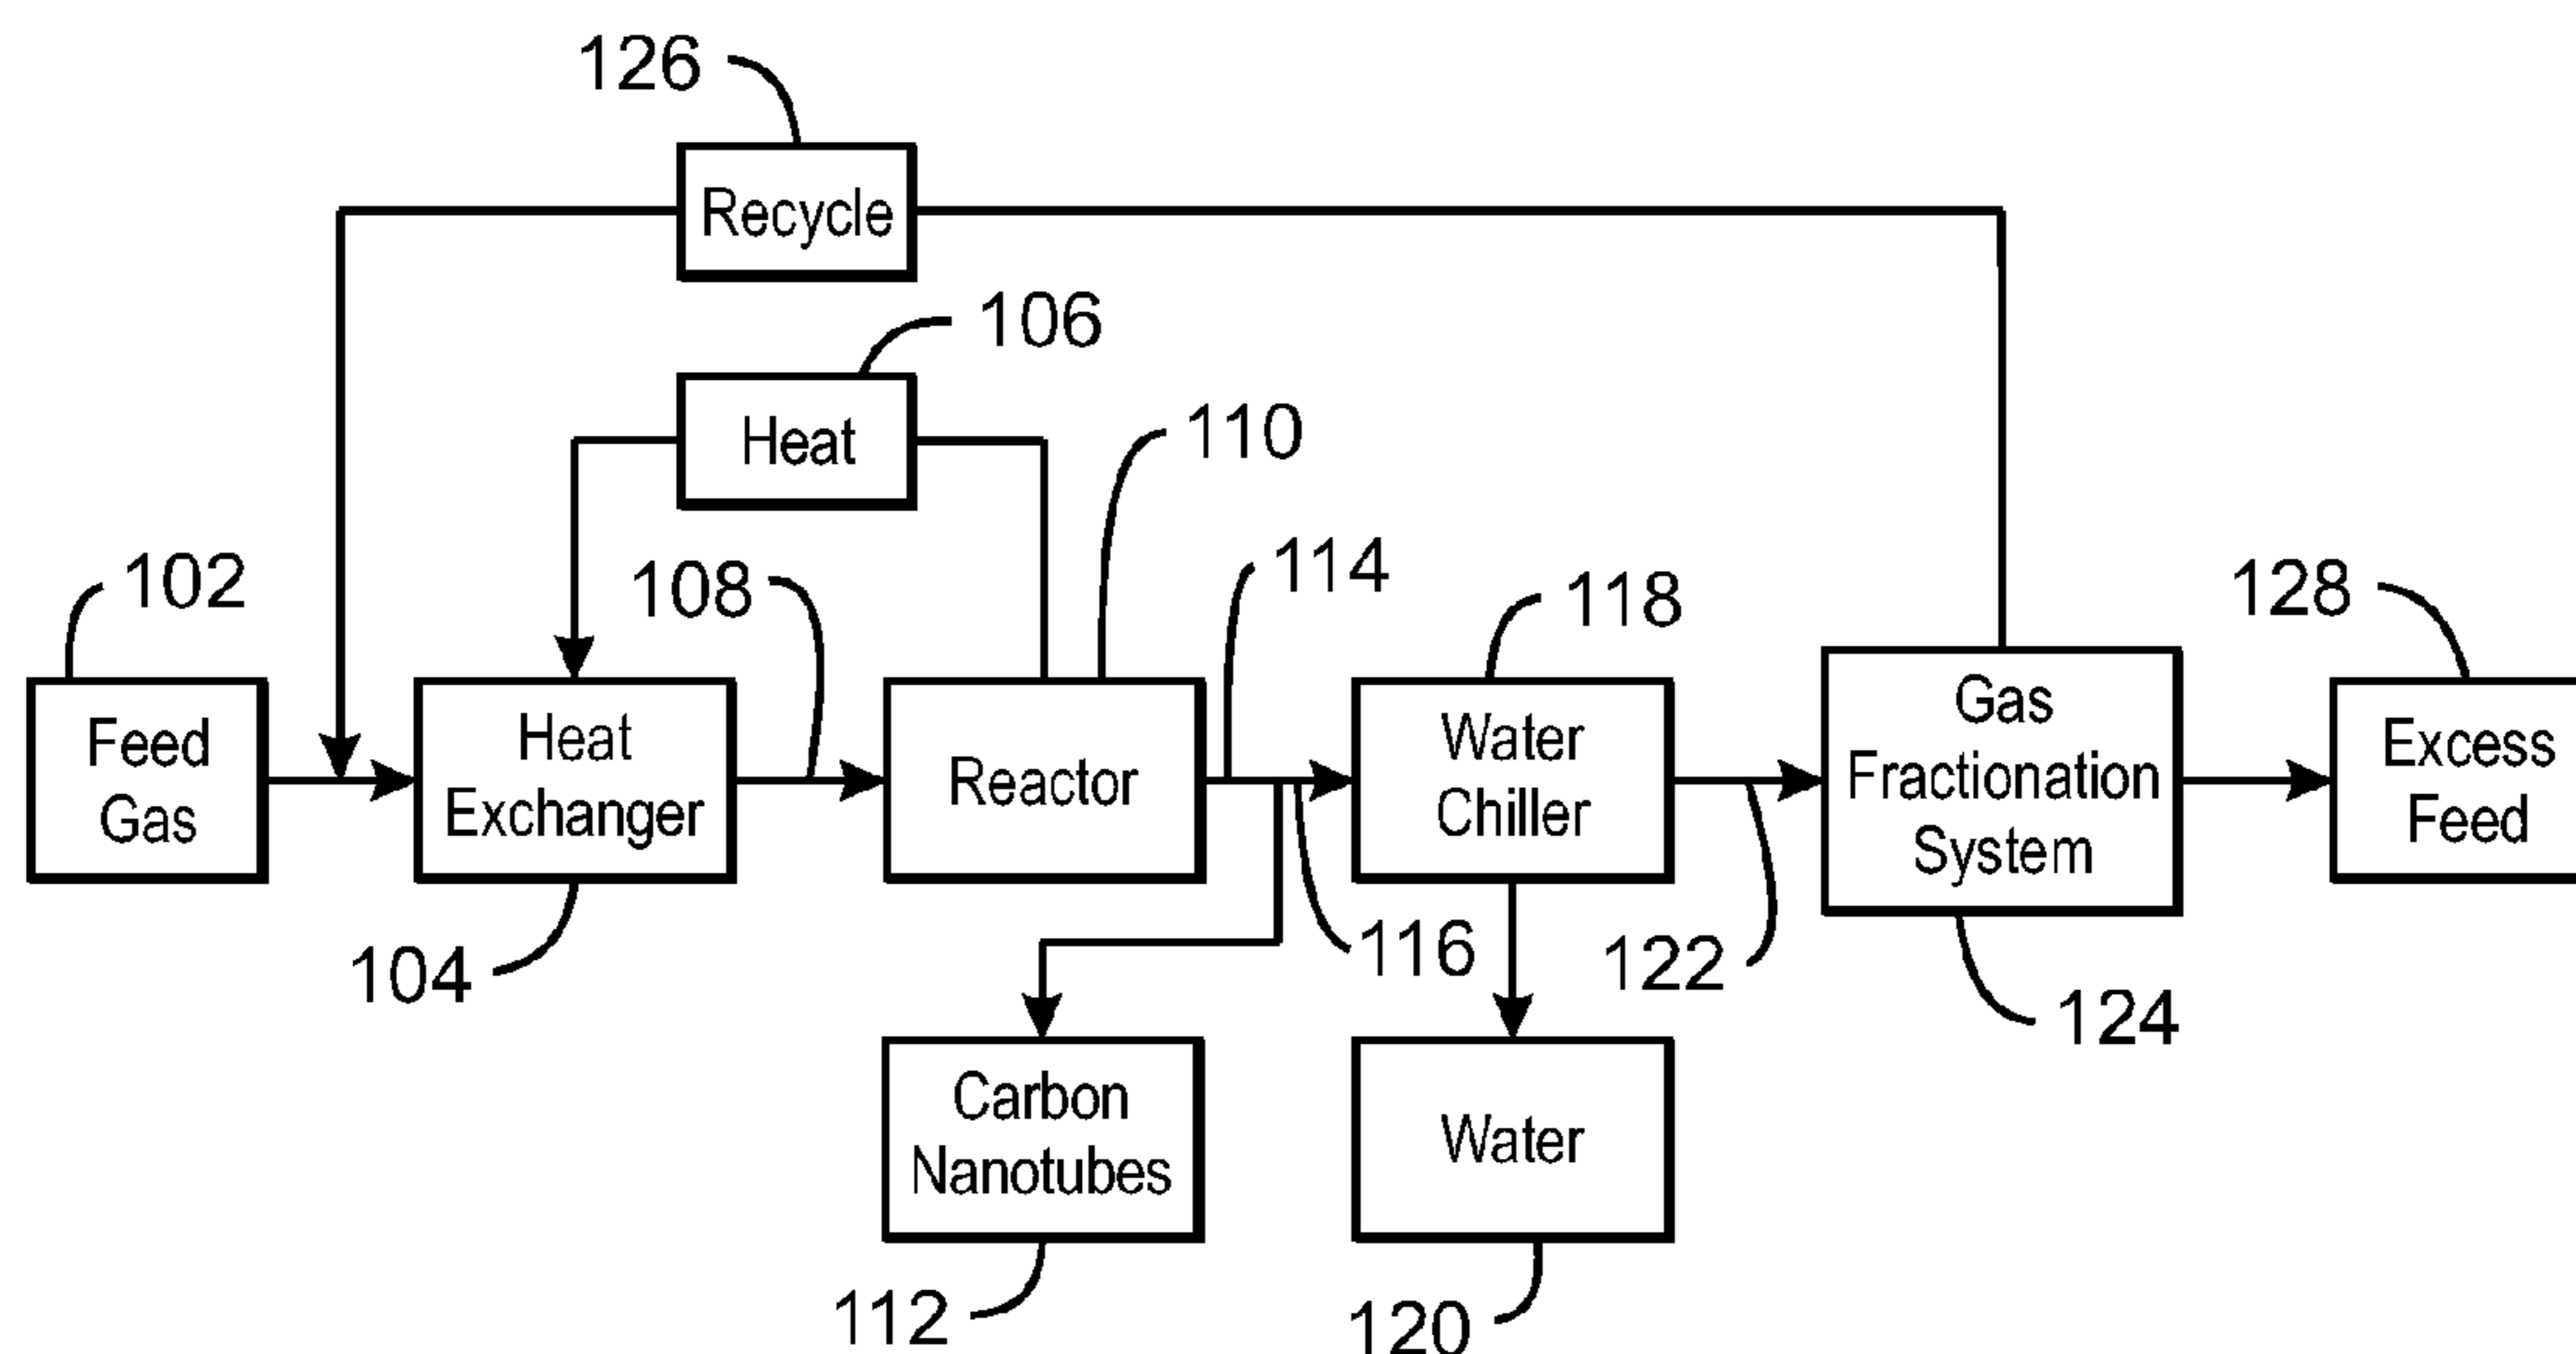 126
Recycle
106
Heat
110
102
108
114
118
128
Feed
Gas
Heat
Exchanger
Reactor
Water
Chiller
Gas
Fractionation
System
Excess
Feed
104
116
122
124
Carbon
Nanotubes
Water
112
120